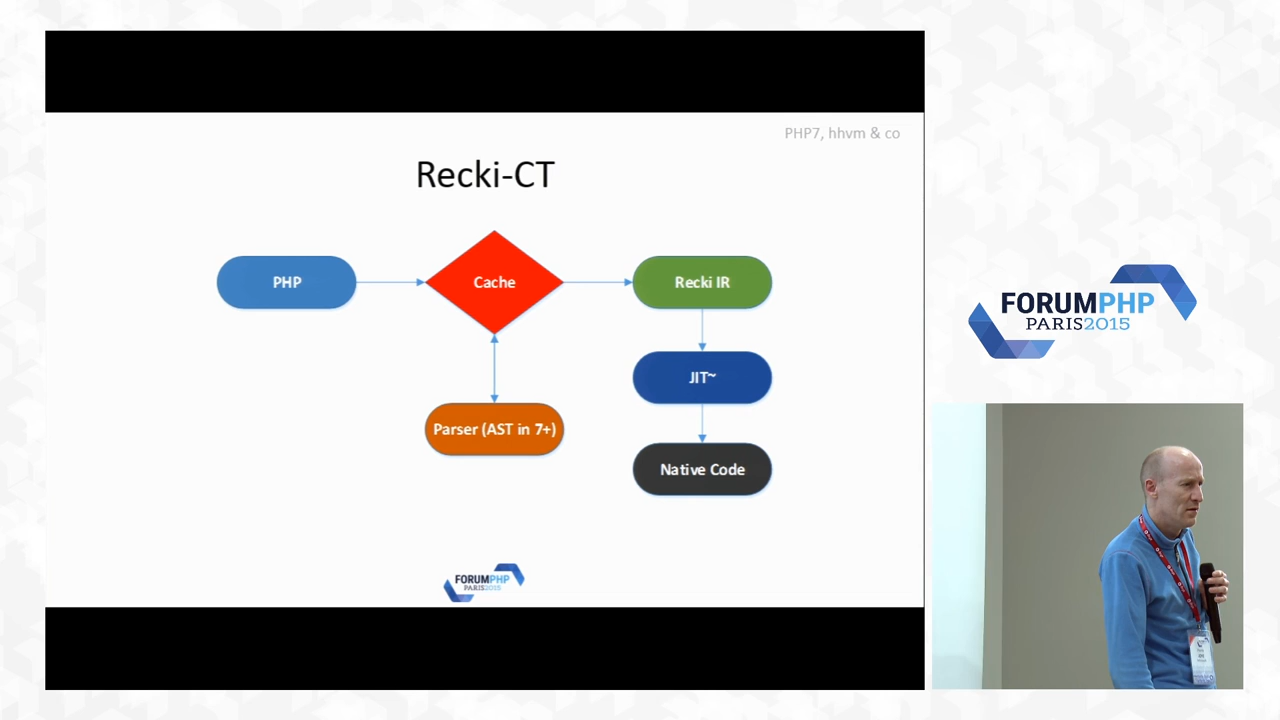 PHP7, hhvm & co
Recki-CT
PHP
Cache
Recki IR
JIT~
Parser (AST in 7+)
Native Code
FORUMPHP
PARIS2015
FORUMPHP
PARIS2015